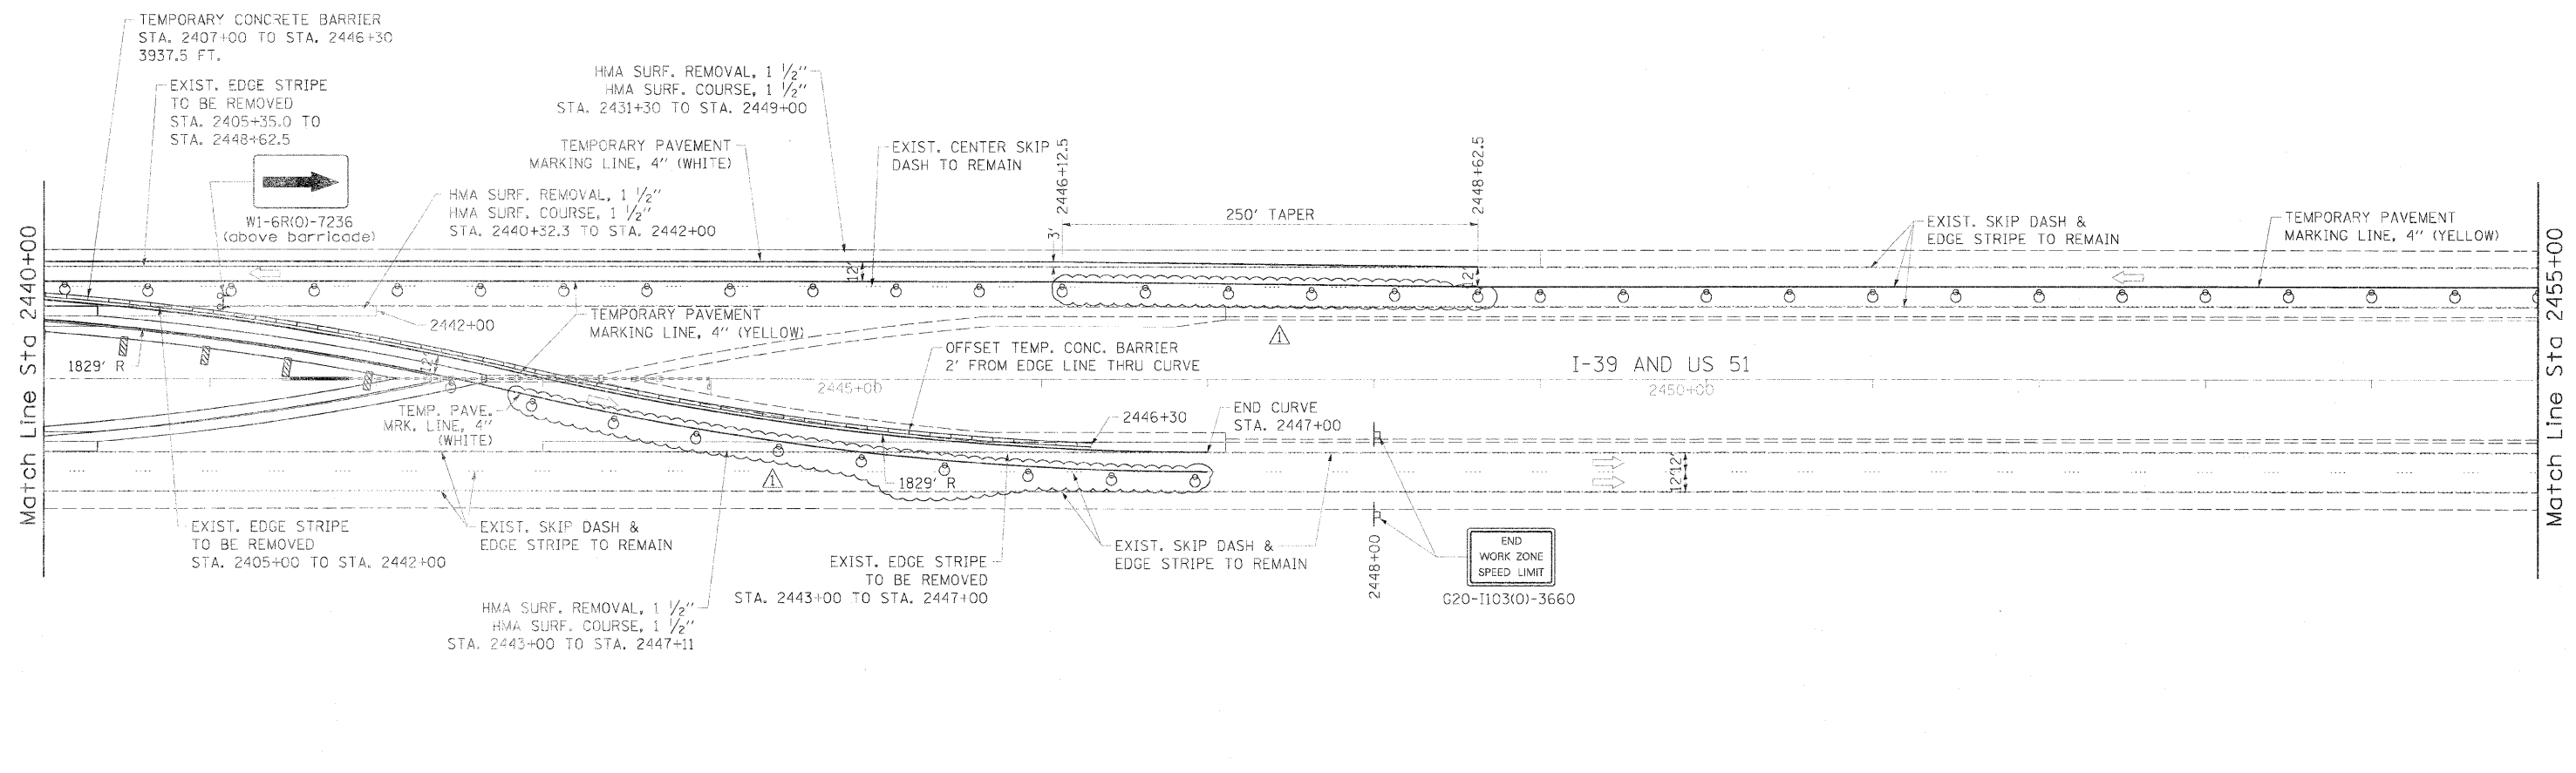 TEMPORARY CONCRETE BARRIER
STA. 2407+00 TO STA. 2446+30
3937.5 FT.
EXIST. EDGE STRIPE
TO BE REMOVED
STA. 2405+35.0 TO
STA. 2448+62.5
W1-6R(O)-7236
(above barricade)
HMA SURF. REMOVAL, 1 1/2"
HMA SURF. COURSE, 1 1/2"
STA. 2431+30 TO STA. 2449+00
TEMPORARY PAVEMENT
MARKING LINE, 4" (WHITE)
HMA SURF. REMOVAL, 1 1/2"
HMA SURF. COURSE, 1 1/2"
STA. 2440+32.3 TO STA. 2442+00
EXIST. CENTER SKIP
DASH TO REMAIN
2446+12.5
250' TAPER
2448+62.5
3'
12'
12'
EXIST. SKIP DASH &
EDGE STRIPE TO REMAIN
TEMPORARY PAVEMENT
MARKING LINE, 4" (YELLOW)
Match Line Sta 2440+00
Match Line Sta 2455+00
2442+00
TEMPORARY PAVEMENT
MARKING LINE, 4" (YELLOW)
1829' R
12'
OFFSET TEMP. CONC. BARRIER
2' FROM EDGE LINE THRU CURVE
1
I-39 AND US 51
2445+00
2450+00
TEMP. PAVE.
MRK. LINE, 4"
(WHITE)
2446+30
END CURVE
STA. 2447+00
1
1829' R
12'
12'
EXIST. EDGE STRIPE
TO BE REMOVED
STA. 2405+00 TO STA. 2442+00
EXIST. SKIP DASH &
EDGE STRIPE TO REMAIN
EXIST. EDGE STRIPE
TO BE REMOVED
STA. 2443+00 TO STA. 2447+00
EXIST. SKIP DASH &
EDGE STRIPE TO REMAIN
2448+00
END
WORK ZONE
SPEED LIMIT
G20-I103(O)-3660
HMA SURF. REMOVAL, 1 1/2"
HMA SURF. COURSE, 1 1/2"
STA. 2443+00 TO STA. 2447+11